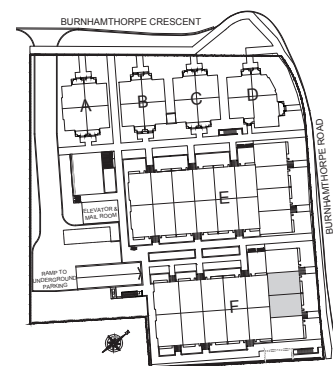 BURNHAMTHORPE CRESCENT
A
B
C
D
BURNHAMTHORPE ROAD
E
ELEVATOR &
MAIL ROOM
RAMP TO
UNDERGROUND
PARKING
F